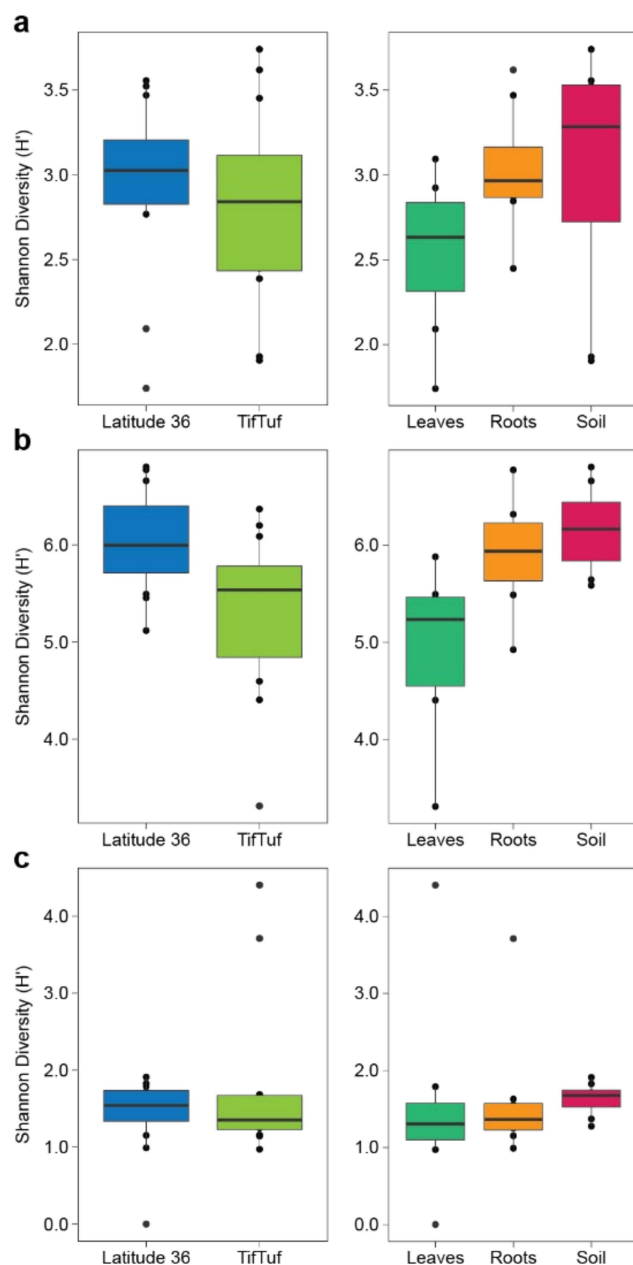 a
Shannon Diversity (H')
3.5
3.0
2.5
2.0
Latitude 36 TifTuf
3.5
3.0
2.5
2.0
Leaves Roots Soil
b
Shannon Diversity (H')
6.0
5.0
4.0
Latitude 36 TifTuf
6.0
5.0
4.0
Leaves Roots Soil
c
Shannon Diversity (H')
4.0
3.0
2.0
1.0
0.0
Latitude 36 TifTuf
4.0
3.0
2.0
1.0
0.0
Leaves Roots Soil